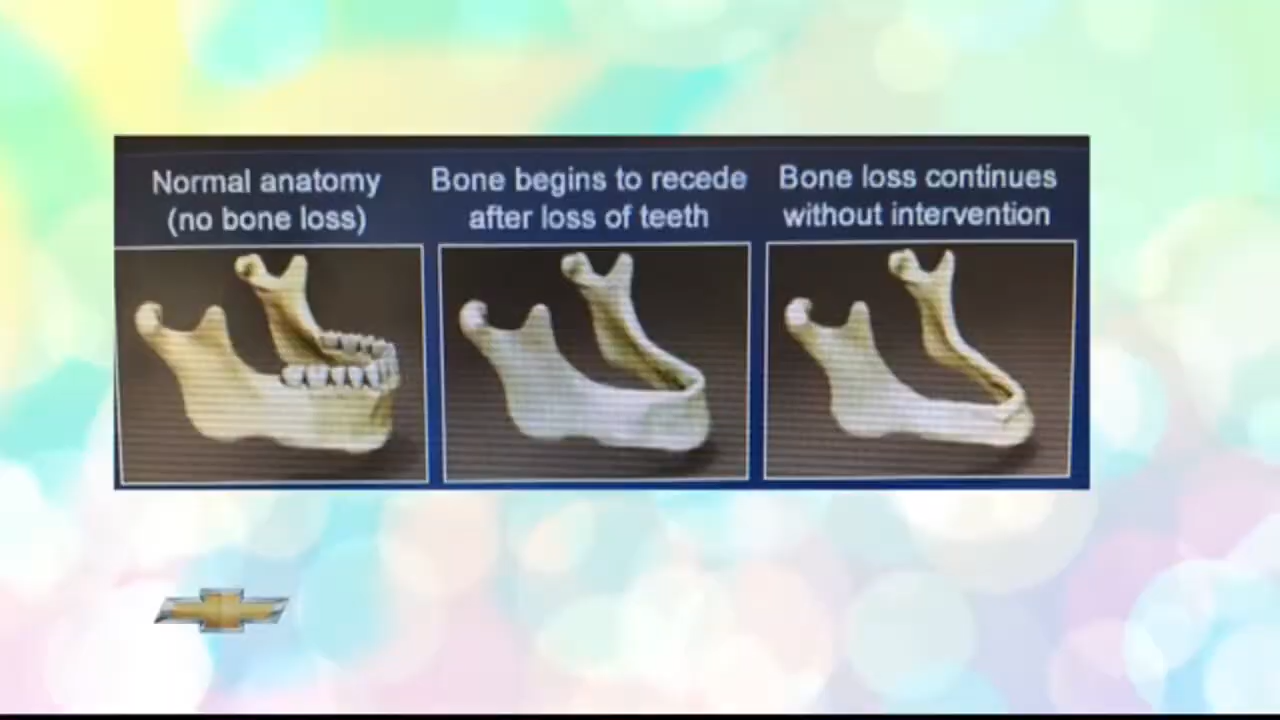 Normal anatomy
(no bone loss)
Bone begins to recede
after loss of teeth
Bone loss continues
without intervention